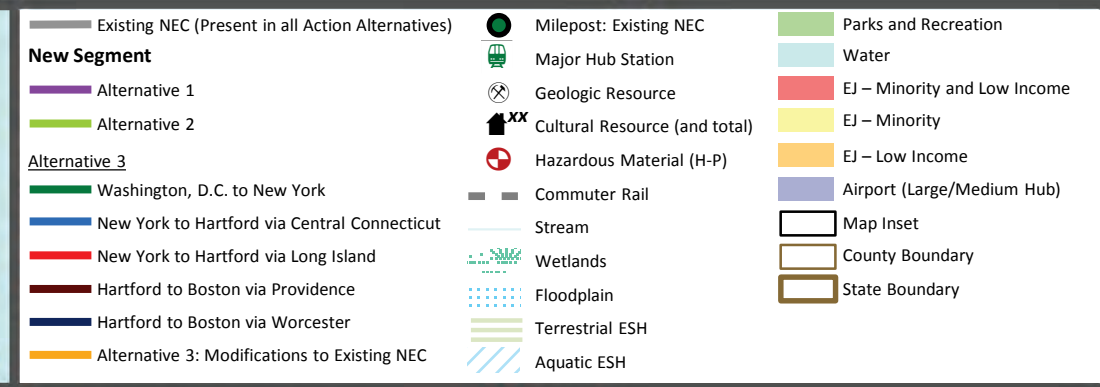 Existing NEC (Present in all Action Alternatives)
New Segment
Alternative 1
Alternative 2
Alternative 3
Washington, D.C. to New York
New York to Hartford via Central Connecticut
New York to Hartford via Long Island
Hartford to Boston via Providence
Hartford to Boston via Worcester
Alternative 3: Modifications to Existing NEC
Milepost: Existing NEC
Major Hub Station
Geologic Resource
xx Cultural Resource (and total)
Hazardous Material (H-P)
Commuter Rail
Stream
Wetlands
Floodplain
Terrestrial ESH
Aquatic ESH
Parks and Recreation
Water
EJ – Minority and Low Income
EJ – Minority
EJ – Low Income
Airport (Large/Medium Hub)
Map Inset
County Boundary
State Boundary